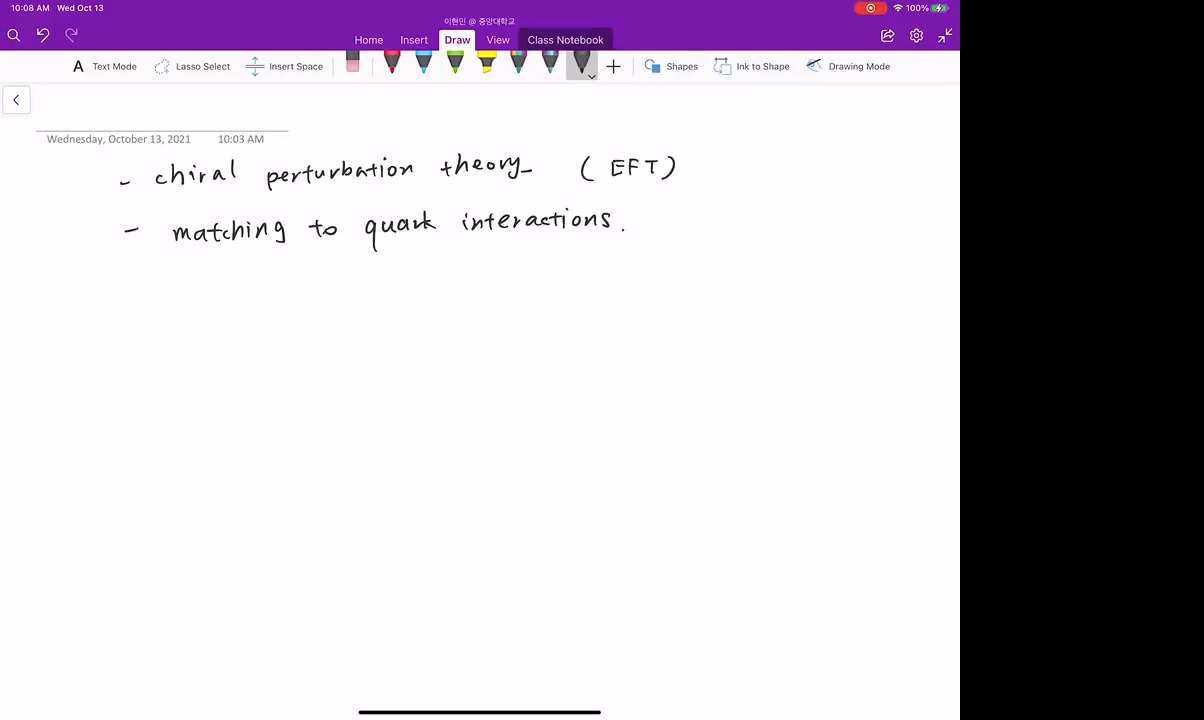 10:08 AM Wed Oct 13 100%
이현민 @ 중앙대학교
Home Insert Draw View Class Notebook
A Text Mode Lasso Select Insert Space Shapes Ink to Shape Drawing Mode
Wednesday, October 13, 2021 10:03 AM
- chiral perturbation theory (EFT)
- matching to quark interactions.